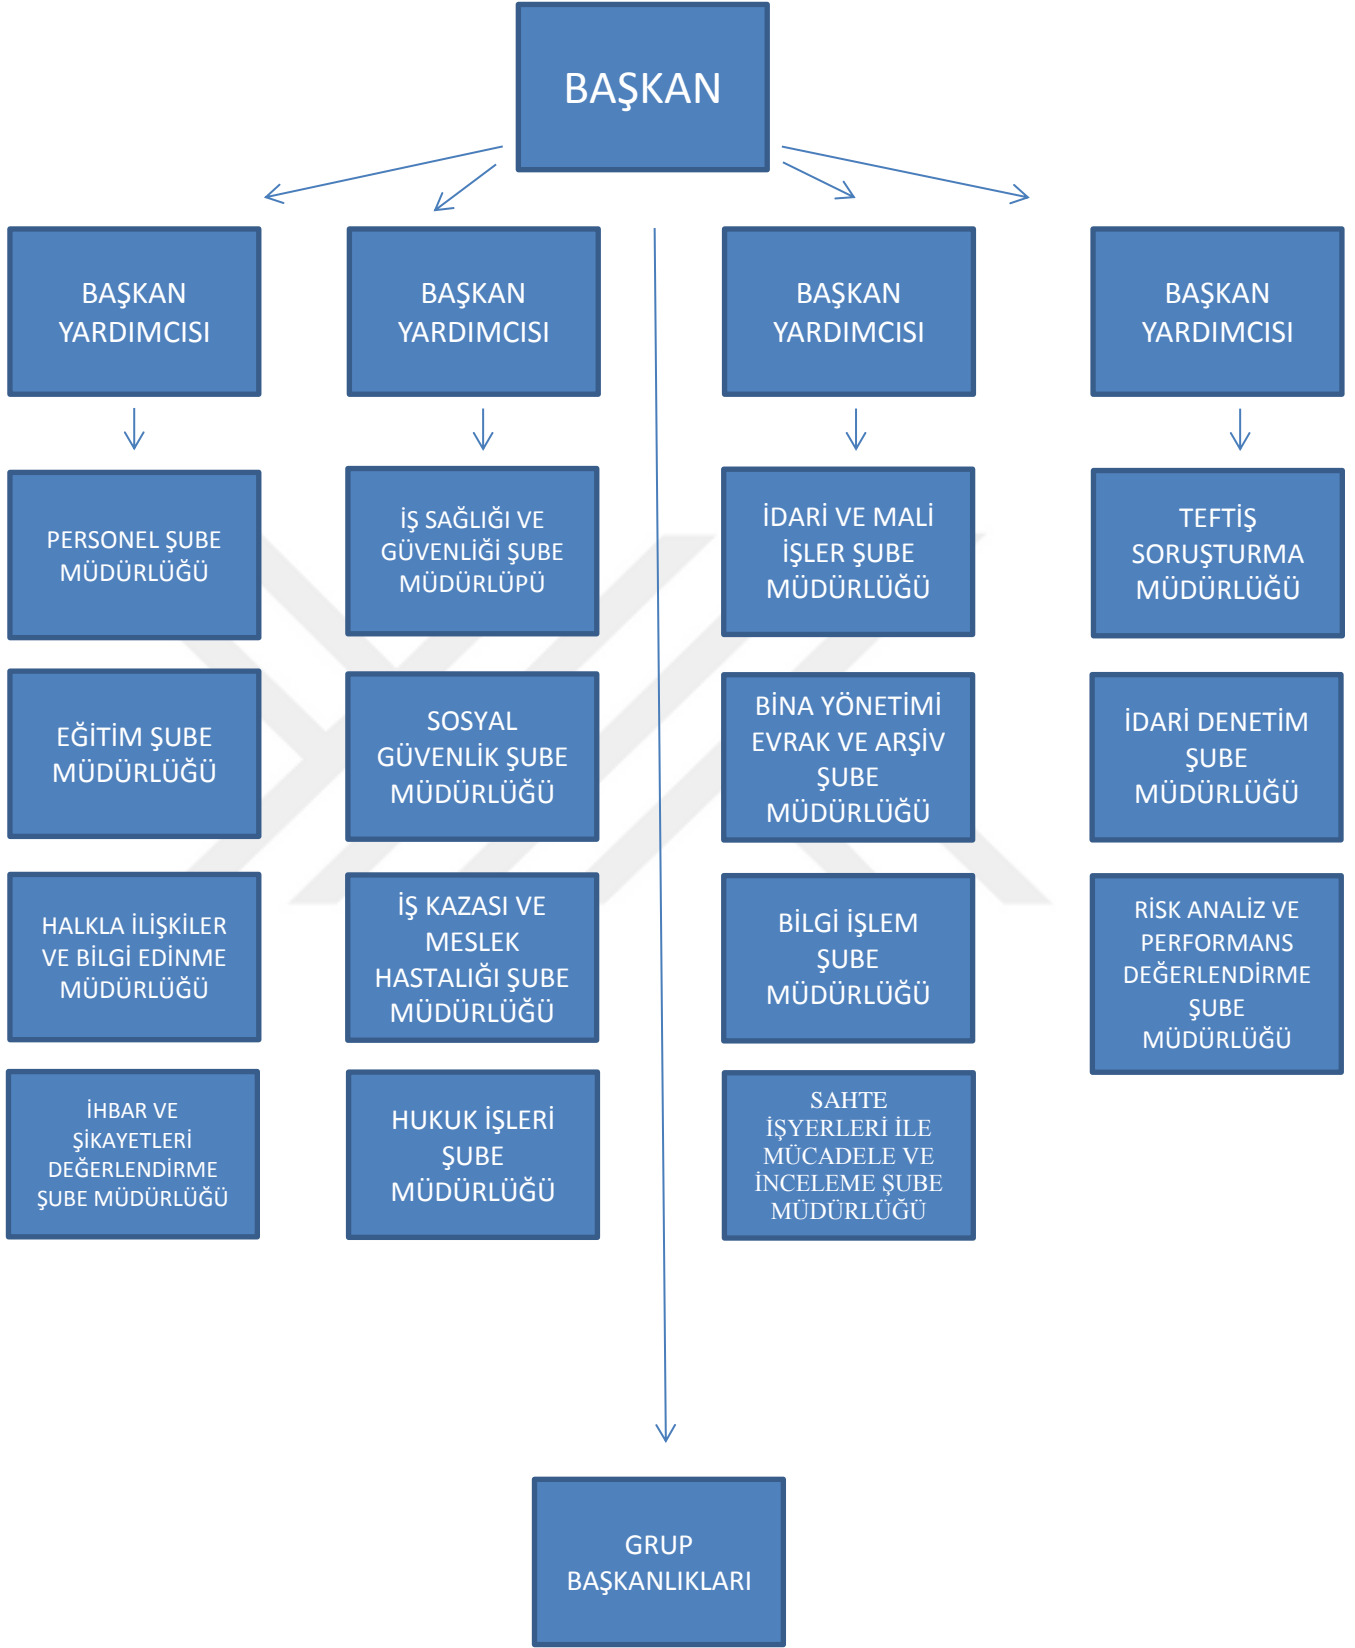 BAŞKAN
BAŞKAN
YARDIMCISI
BAŞKAN
YARDIMCISI
BAŞKAN
YARDIMCISI
BAŞKAN
YARDIMCISI
PERSONEL ŞUBE
MÜDÜRLÜĞÜ
İŞ SAĞLIĞI VE
GÜVENLİĞİ ŞUBE
MÜDÜRLÜPÜ
İDARİ VE MALİ
İŞLER ŞUBE
MÜDÜRLÜĞÜ
TEFTİŞ
SORUŞTURMA
MÜDÜRLÜĞÜ
EĞİTİM ŞUBE
MÜDÜRLÜĞÜ
SOSYAL
GÜVENLİK ŞUBE
MÜDÜRLÜĞÜ
BİNA YÖNETİMİ
EVRAK VE ARŞİV
ŞUBE
MÜDÜRLÜĞÜ
İDARİ DENETİM
ŞUBE
MÜDÜRLÜĞÜ
HALKLA İLİŞKİLER
VE BİLGİ EDİNME
MÜDÜRLÜĞÜ
İŞ KAZASI VE
MESLEK
HASTALIĞI ŞUBE
MÜDÜRLÜĞÜ
BİLGİ İŞLEM
ŞUBE
MÜDÜRLÜĞÜ
RİSK ANALİZ VE
PERFORMANS
DEĞERLENDİRME
ŞUBE
MÜDÜRLÜĞÜ
İHBAR VE
ŞİKAYETLERİ
DEĞERLENDİRME
ŞUBE MÜDÜRLÜĞÜ
HUKUK İŞLERİ
ŞUBE
MÜDÜRLÜĞÜ
SAHTE
İŞYERLERİ İLE
MÜCADELE VE
İNCELEME ŞUBE
MÜDÜRLÜĞÜ
GRUP
BAŞKANLIKLARI